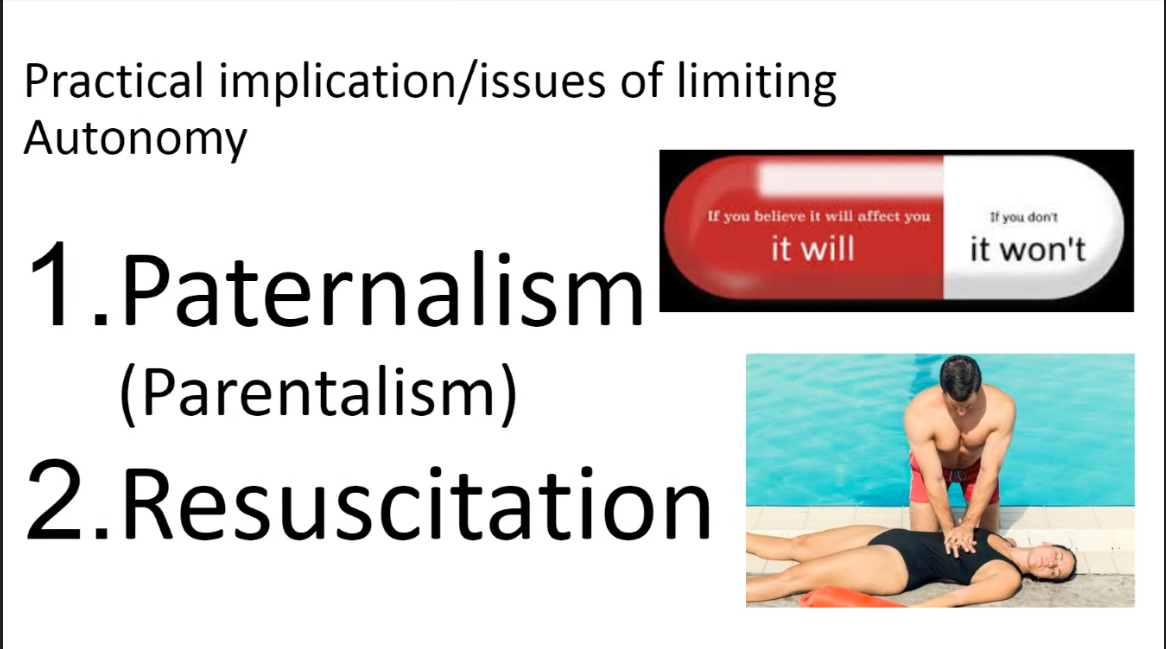 Practical implication/issues of limiting
Autonomy
If you believe it will affect you
it will
If you don't
it won't
1.Paternalism
(Parentalism)
2.Resuscitation